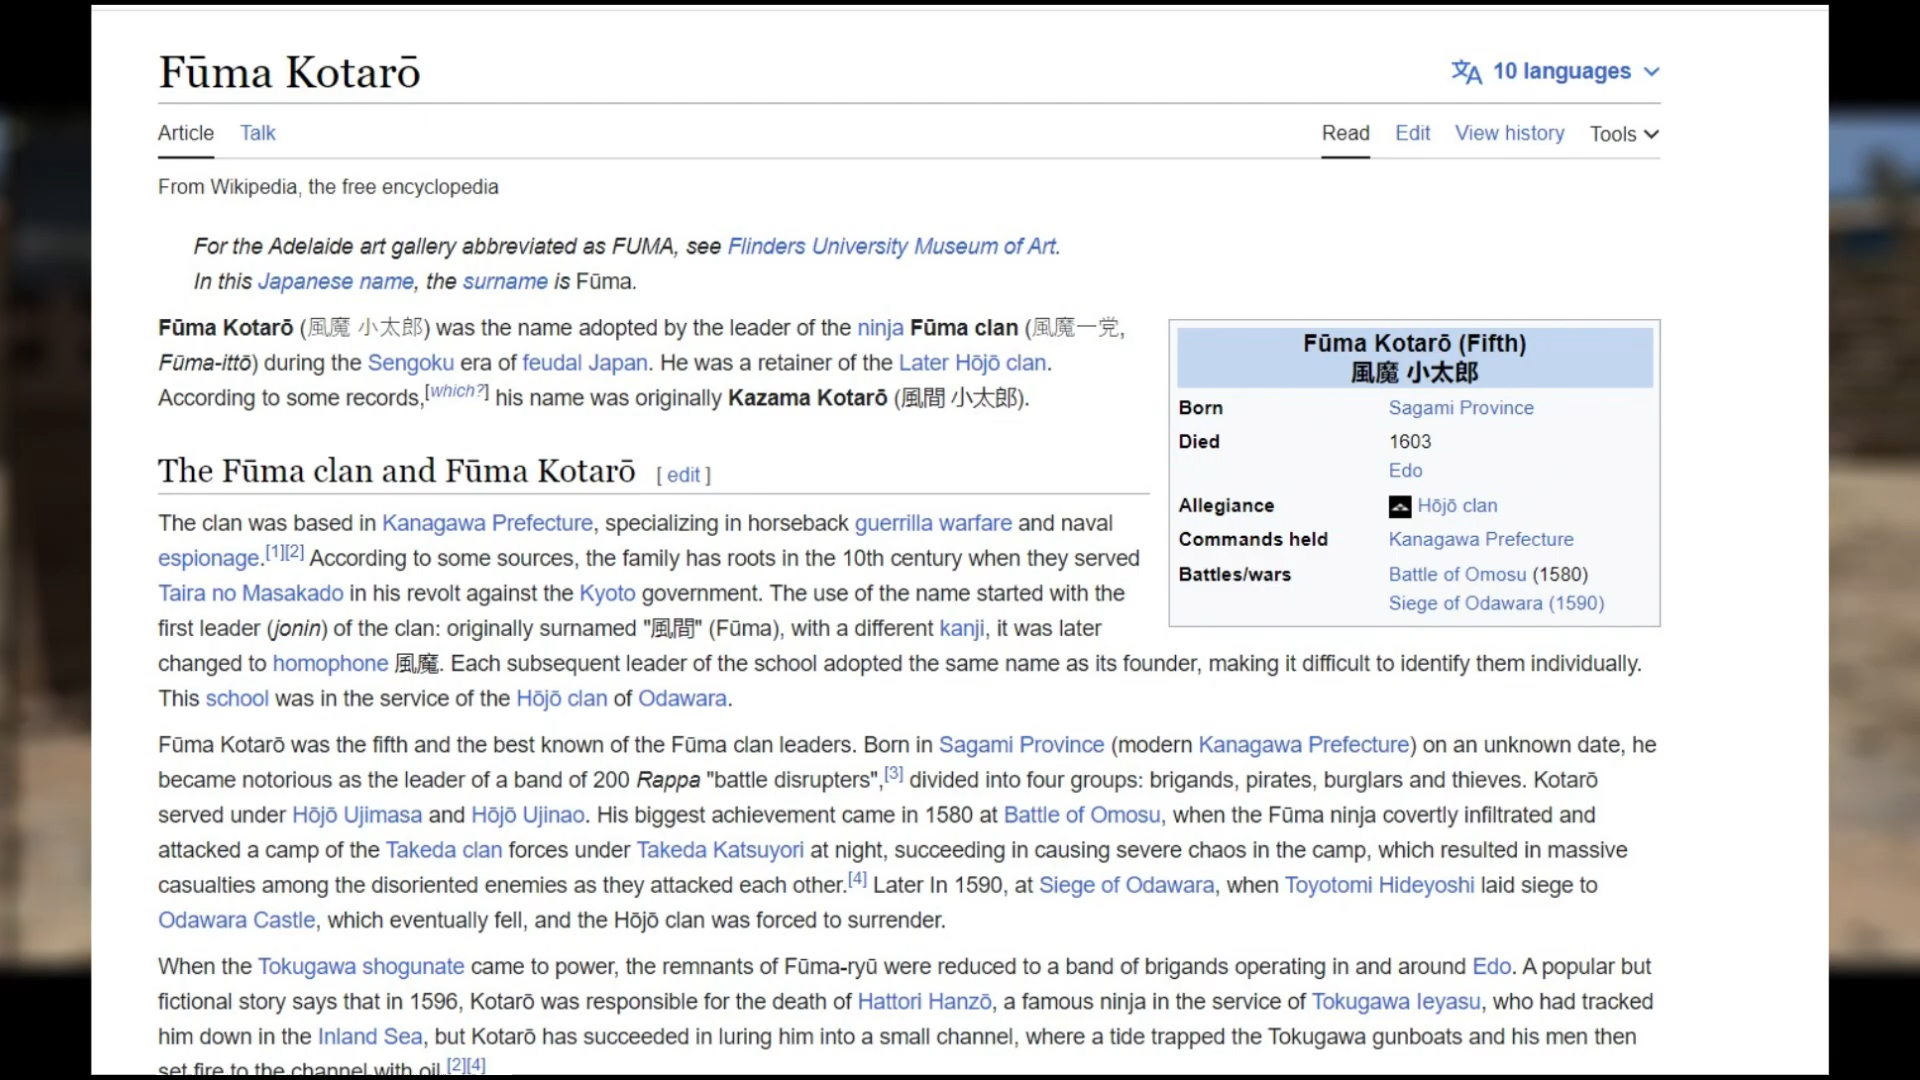 Fūma Kotarō
10 languages
Article Talk Read Edit View history Tools
From Wikipedia, the free encyclopedia
For the Adelaide art gallery abbreviated as FUMA, see Flinders University Museum of Art.
In this Japanese name, the surname is Fūma.
Fūma Kotarō (風魔 小太郎) was the name adopted by the leader of the ninja Fūma clan (風魔一党,
Fūma-ittō) during the Sengoku era of feudal Japan. He was a retainer of the Later Hōjō clan.
According to some records,[which?] his name was originally Kazama Kotarō (風間 小太郎).
Fūma Kotarō (Fifth)
風魔 小太郎
Born Sagami Province
Died 1603
Edo
Allegiance Hōjō clan
Commands held Kanagawa Prefecture
Battles/wars Battle of Omosu (1580)
Siege of Odawara (1590)
The Fūma clan and Fūma Kotarō [ edit ]
The clan was based in Kanagawa Prefecture, specializing in horseback guerrilla warfare and naval
espionage.[1][2] According to some sources, the family has roots in the 10th century when they served
Taira no Masakado in his revolt against the Kyoto government. The use of the name started with the
first leader (jonin) of the clan: originally surnamed "風間" (Fūma), with a different kanji, it was later
changed to homophone 風魔. Each subsequent leader of the school adopted the same name as its founder, making it difficult to identify them individually.
This school was in the service of the Hōjō clan of Odawara.
Fūma Kotarō was the fifth and the best known of the Fūma clan leaders. Born in Sagami Province (modern Kanagawa Prefecture) on an unknown date, he
became notorious as the leader of a band of 200 Rappa "battle disrupters",[3] divided into four groups: brigands, pirates, burglars and thieves. Kotarō
served under Hōjō Ujimasa and Hōjō Ujinao. His biggest achievement came in 1580 at Battle of Omosu, when the Fūma ninja covertly infiltrated and
attacked a camp of the Takeda clan forces under Takeda Katsuyori at night, succeeding in causing severe chaos in the camp, which resulted in massive
casualties among the disoriented enemies as they attacked each other.[4] Later In 1590, at Siege of Odawara, when Toyotomi Hideyoshi laid siege to
Odawara Castle, which eventually fell, and the Hōjō clan was forced to surrender.
When the Tokugawa shogunate came to power, the remnants of Fūma-ryū were reduced to a band of brigands operating in and around Edo. A popular but
fictional story says that in 1596, Kotarō was responsible for the death of Hattori Hanzō, a famous ninja in the service of Tokugawa Ieyasu, who had tracked
him down in the Inland Sea, but Kotarō has succeeded in luring him into a small channel, where a tide trapped the Tokugawa gunboats and his men then
set fire to the channel with oil.[2][4]